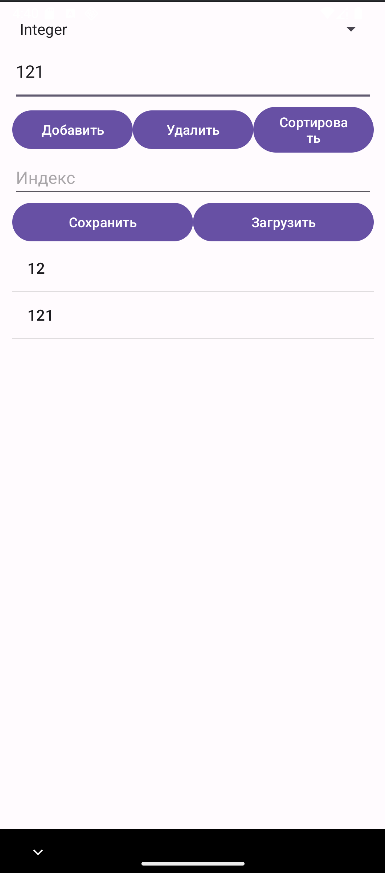 Integer
121
Добавить
Удалить
Сортирова
ть
Индекс
Сохранить
Загрузить
12
121